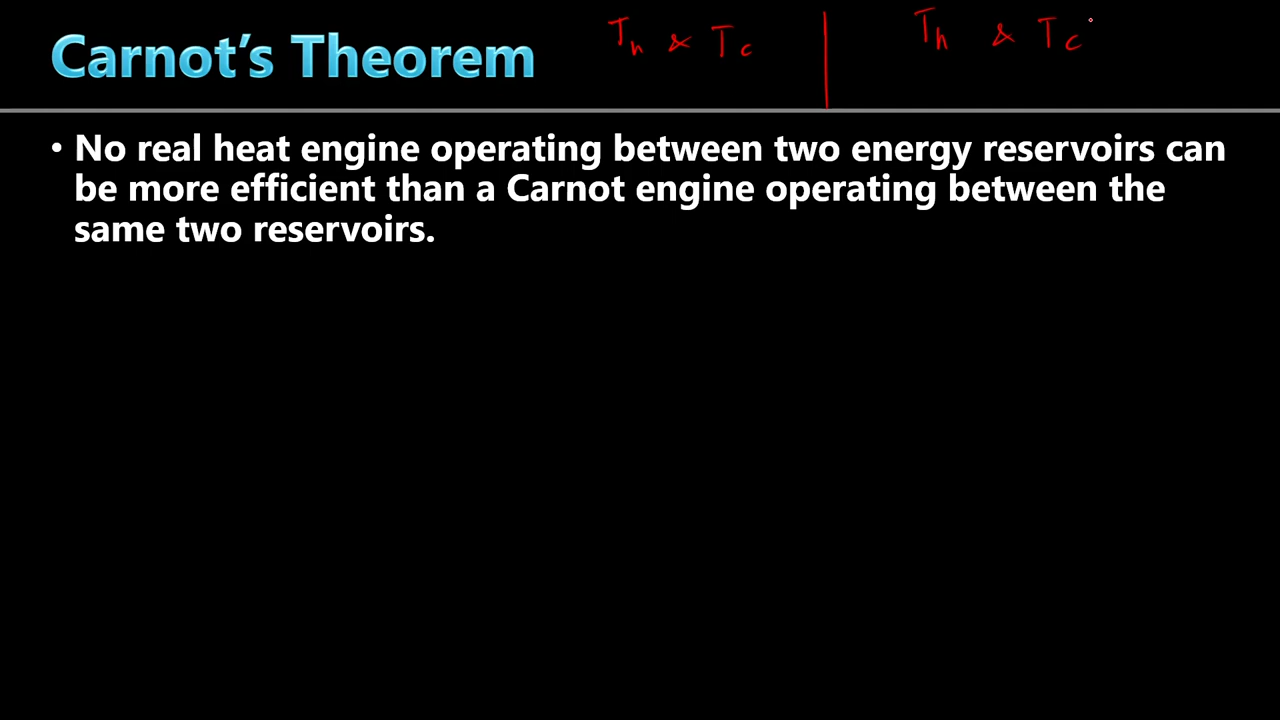 Carnot's Theorem
Th & Tc | Th & Tc
• No real heat engine operating between two energy reservoirs can
be more efficient than a Carnot engine operating between the
same two reservoirs.